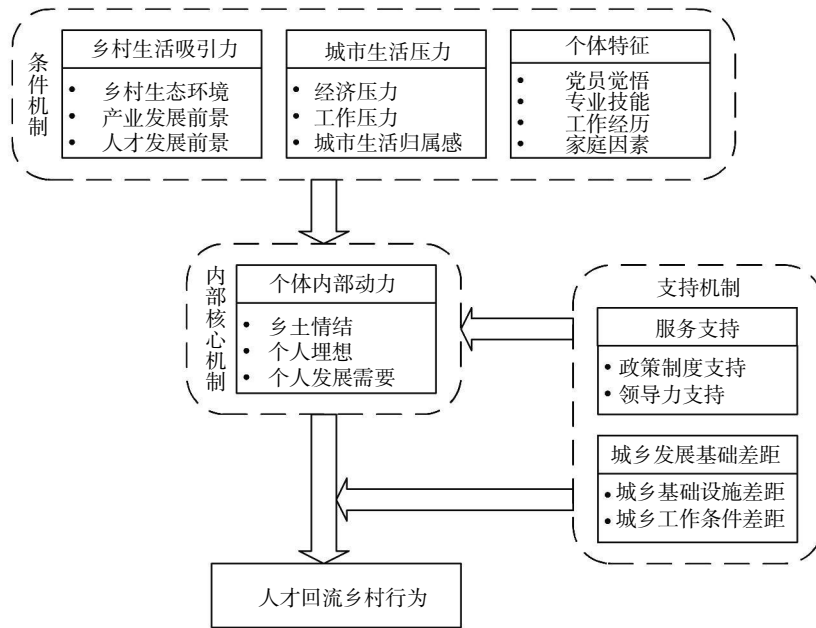 条件机制
乡村生活吸引力
• 乡村生态环境
• 产业发展前景
• 人才发展前景
城市生活压力
• 经济压力
• 工作压力
• 城市生活归属感
个体特征
• 党员觉悟
• 专业技能
• 工作经历
• 家庭因素
内部核心机制
个体内部动力
• 乡土情结
• 个人埋想
• 个人发展需要
支持机制
服务支持
• 政策制度支持
• 领导力支持
城乡发展基础差距
• 城乡基础设施差距
• 城乡工作条件差距
人才回流乡村行为